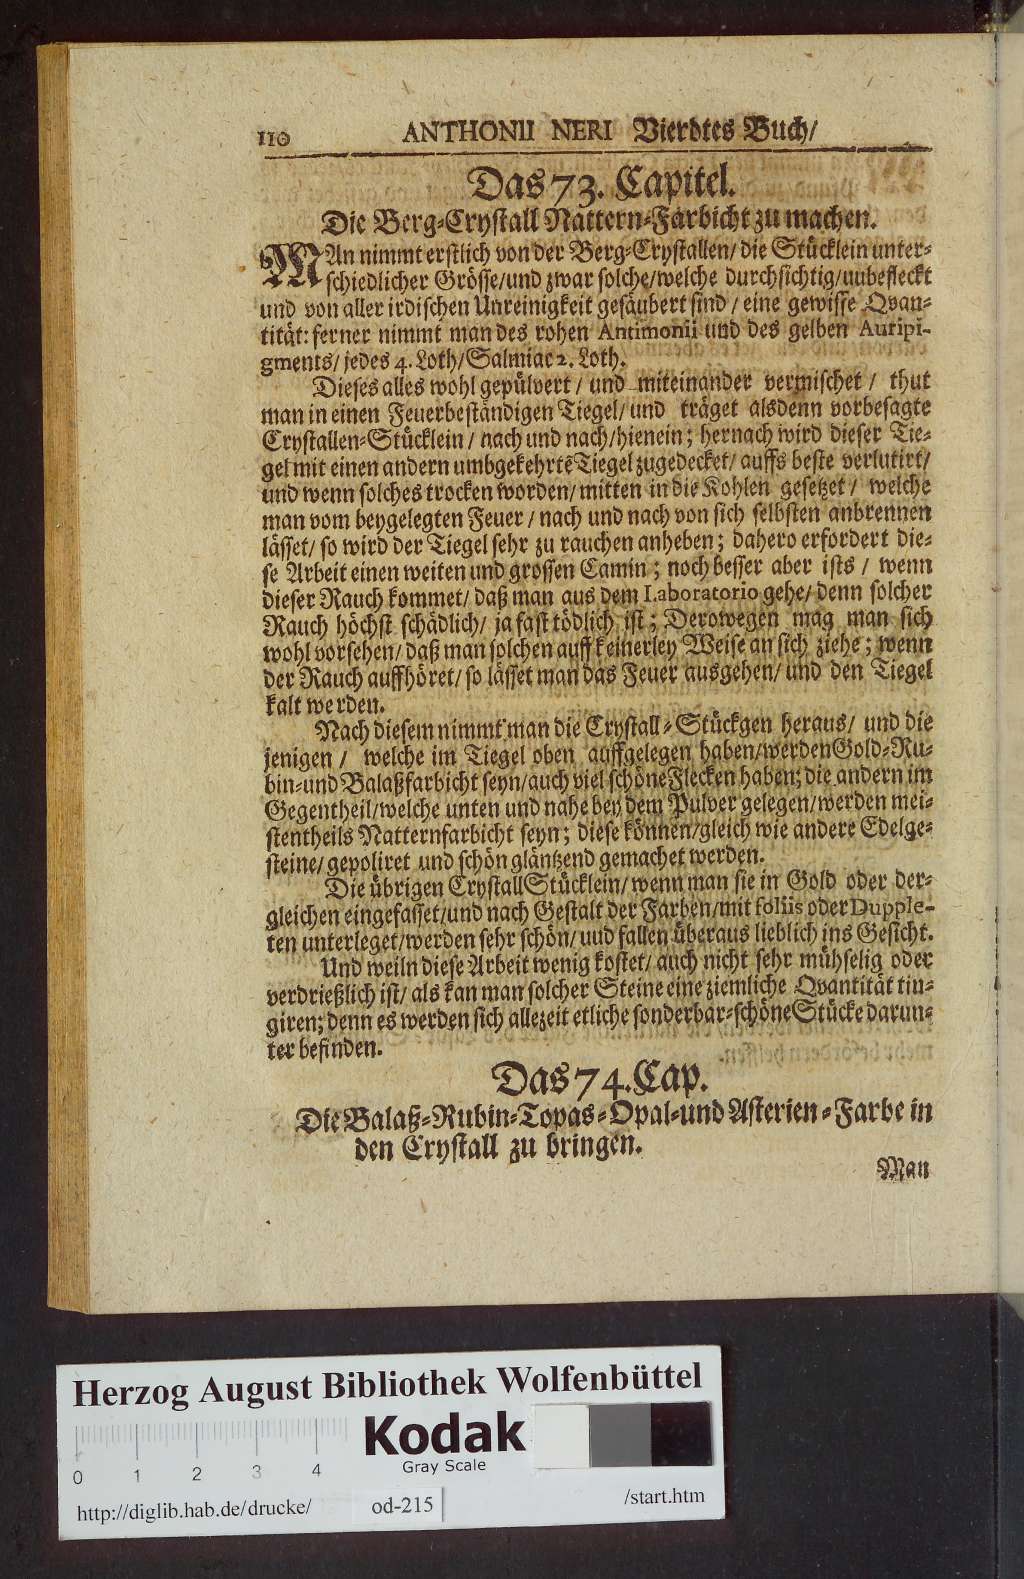 110 ANTHONII NERI Vierdtes Buch/
Das 73. Capitel.
Die Berg-Crystall Nattern-Farbicht zu machen.
MAn nimmt erstlich von der Berg-Crystallen/ die Stücklein unter-
schiedlicher Grösse/und zwar solche/welche durchsichtig/uubefleckt
und von aller irdischen Unreinigkeit gesäubert sind / eine gewisse Qvan-
tität: ferner nimmt man des rohen Antimonii und des gelben Auripi-
gments/ jedes 4. Loth/ Salmiac 2. Loth.
Dieses alles wohl gepülvert / und miteinander vermischet / thut
man in einen Feuerbeständigen Tiegel/ und träget alsdenn vorbesagte
Crystallen-Stücklein / nach und nach/hienein; hernach wird dieser Tie-
gel mit einen andern umbgekehrtē Tiegel zugedecket/ auffs beste verlutirt/
und wenn solches trocken worden/ mitten in die Kohlen gesetzet / welche
man vom beygelegten Feuer / nach und nach von sich selbsten anbrennen
lässet/ so wird der Tiegel sehr zu rauchen anheben; dahero erfordert die-
se Arbeit einen weiten und grossen Camin; noch besser aber ists / wenn
dieser Rauch kommet/ daß man aus dem Laboratorio gehe/ denn solcher
Rauch höchst schädlich/ ja fast tödlich ist; Derowegen mag man sich
wohl vorsehen/ daß man solchen auff keinerley Weise an sich ziehe; wenn
der Rauch auffhöret/ so lässet man das Feuer ausgehen/ und den Tiegel
kalt werden.
Nach diesem nimmt man die Crystall-Stückgen heraus/ und die
jenigen / welche im Tiegel oben auffgelegen haben/werden Gold-Ru-
bin-und Balaßfarbicht seyn/auch viel schöne Flecken haben; die andern im
Gegentheil/welche unten und nahe bey dem Pulver gelegen/werden mei-
stentheils Natternfarbicht seyn; diese können/gleich wie andere Edelge-
steine/ gepoliret und schön gläntzend gemachet werden.
Die übrigen Crystall Stücklein/ wenn man sie in Gold oder der-
gleichen eingefasset/und nach Gestalt der Farben/mit foliis oder Dupple-
ten unterleget/werden sehr schön/ uud fallen überaus lieblich ins Gesicht.
Und weiln diese Arbeit wenig kostet/ auch nicht sehr mühselig oder
verdrießlich ist/ als kan man solcher Steine eine ziemliche Qvantität tin-
giren; denn es werden sich allezeit etliche sonderbar-schöne Stücke darun-
ter befinden.
Das 74. Cap.
Die Balaß-Rubin-Topas-Opal-und Asterien-Farbe in
den Crystall zu bringen.
Man
Herzog August Bibliothek Wolfenbüttel
Kodak
Gray Scale
0 1 2 3 4
http://diglib.hab.de/drucke/ od-215 /start.htm